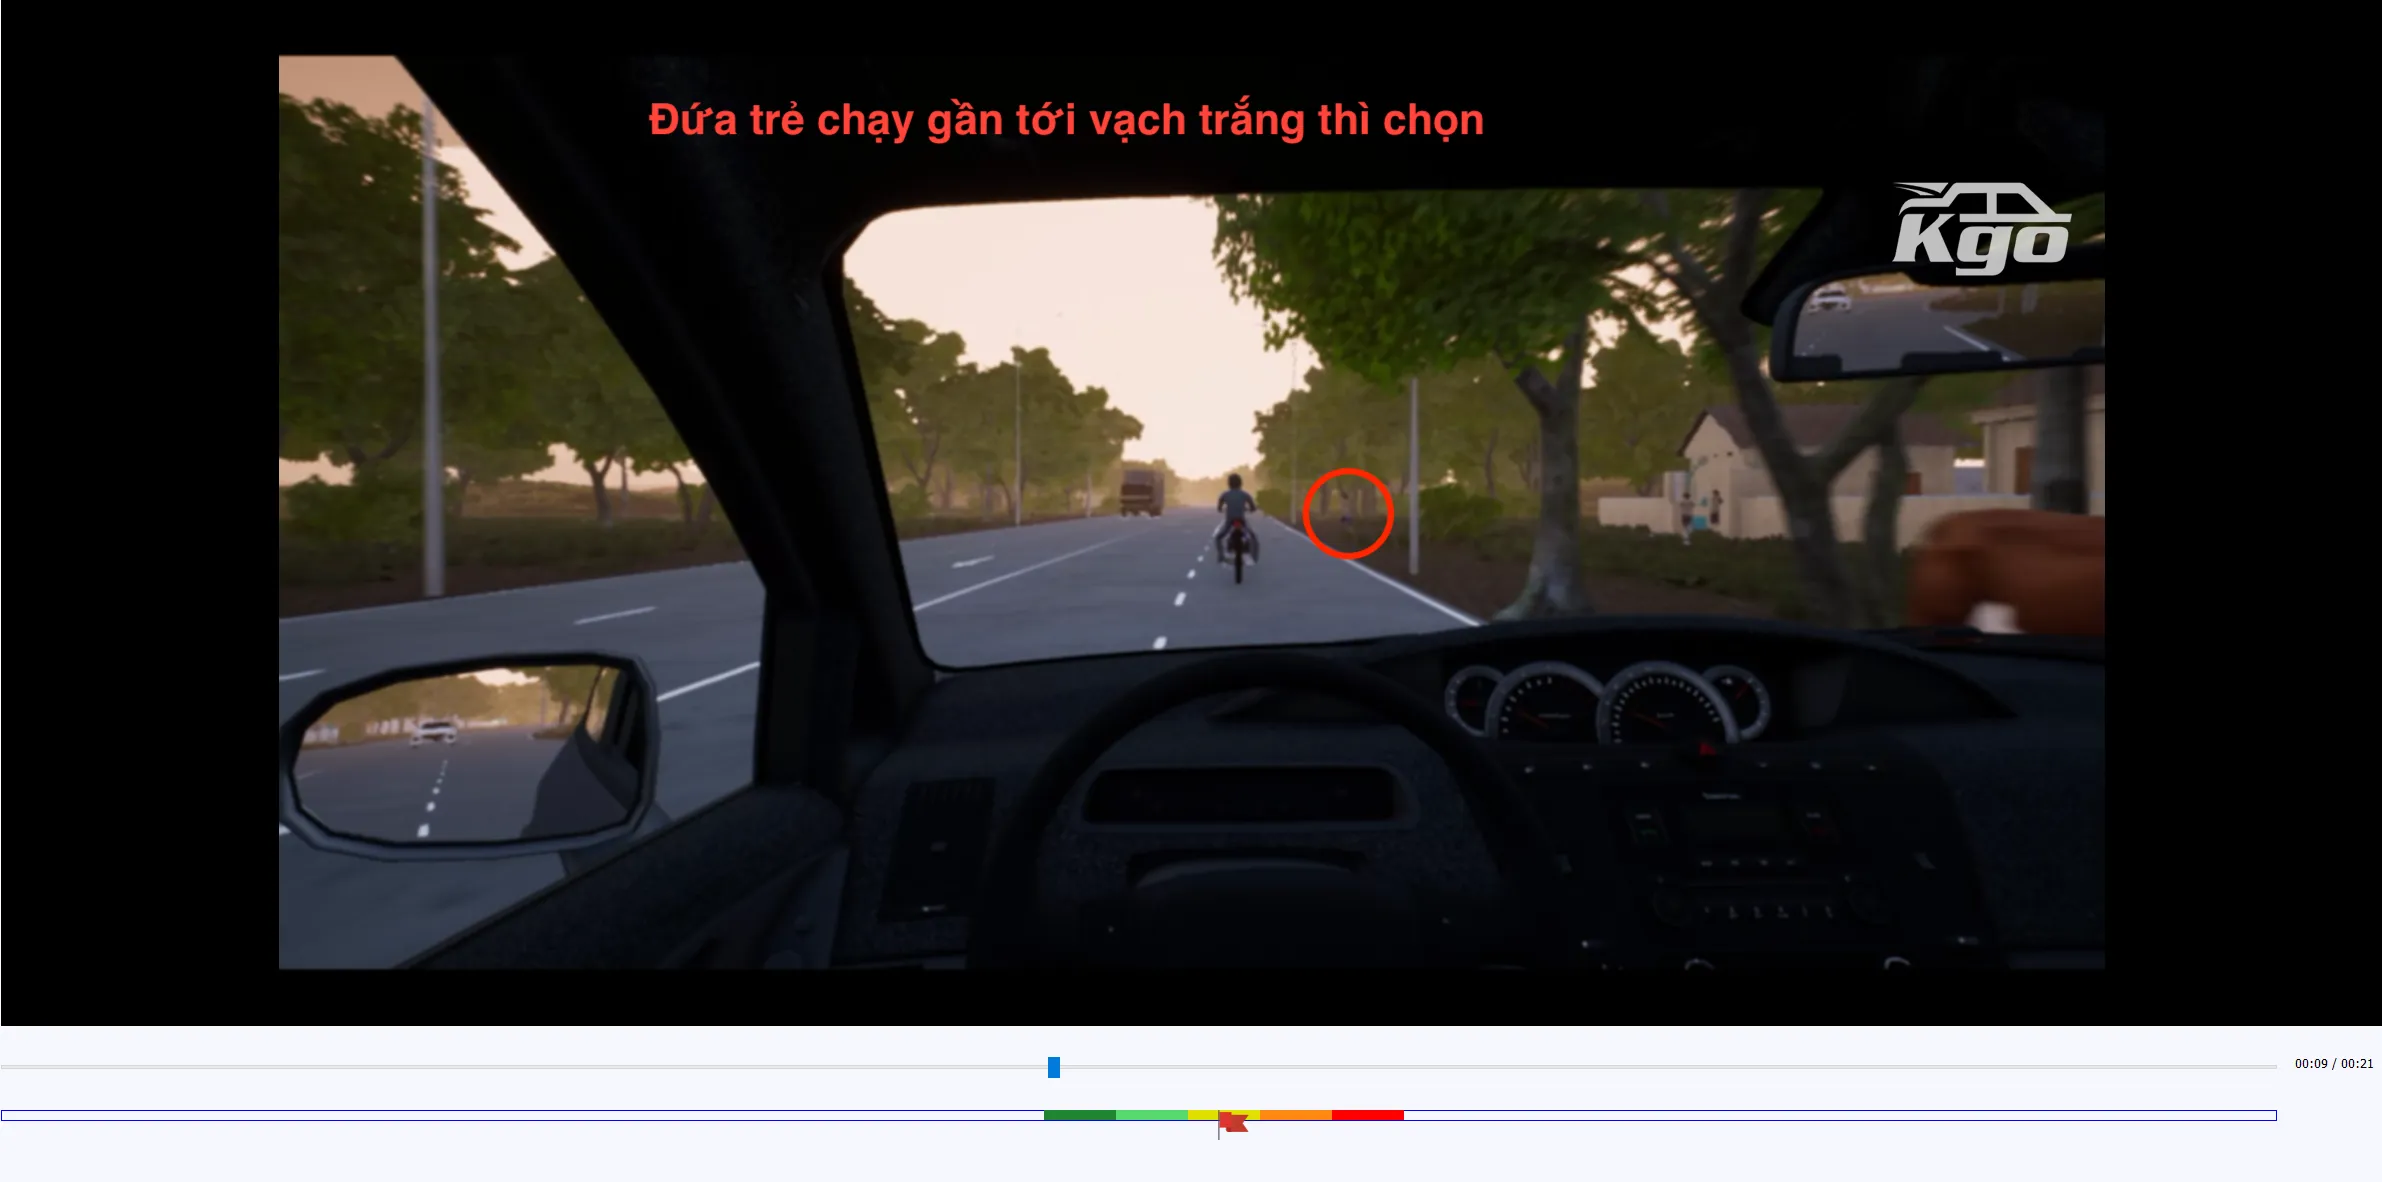 Đứa trẻ chạy gần tới vạch trắng thì chọn
Kgo
00:09 / 00:21